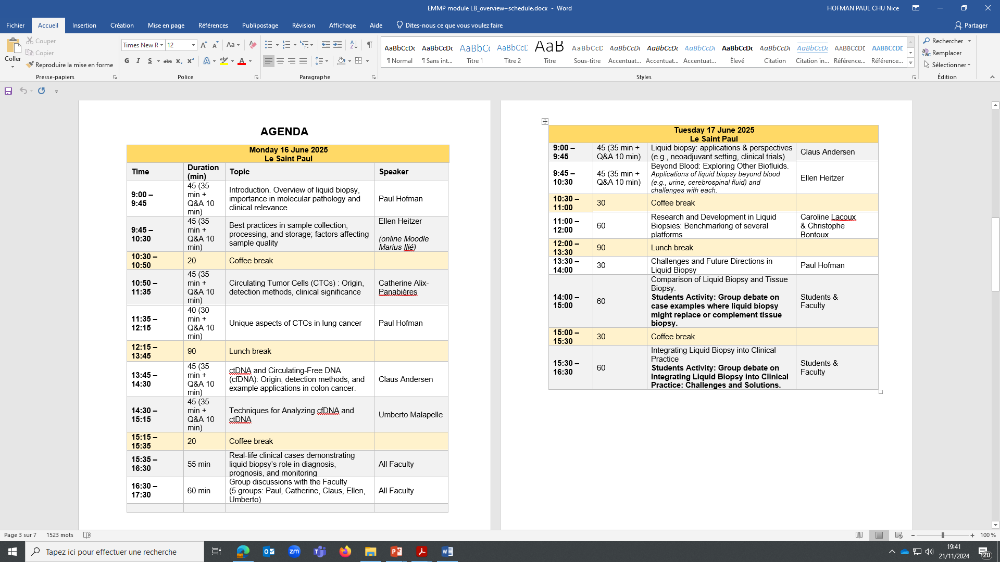 EMMP module LB_overview+schedule.docx - Word
HOFMAN PAUL CHU Nice
Fichier Accueil Insertion Création Mise en page Références Publipostage Révision Affichage Aide Dites-nous ce que vous voulez faire Partager
Coller
Couper
Copier
Reproduire la mise en forme
Presse-papiers
Times New R 12
Police
Paragraphe
AaBbCcDc AaBbCcDc AaBbCc AaBbCcD AaB AaBbCcD AaBbCcDc AaBbCcDc AaBbCcDc AaBbCcDc AaBbCcDc AaBbCcDc AABBCCDE AABBCCDE
¶ Normal ¶ Sans int... Titre 1 Titre 2 Titre Sous-titre Accentuat... Accentuat... Accentuat... Élevé Citation Citation in... Référence... Référence...
Styles
Rechercher
Remplacer
Sélectionner
Édition
AGENDA
Monday 16 June 2025
Le Saint Paul
Time
Duration
(min)
Topic
Speaker
9:00 –
9:45
45 (35
min +
Q&A 10
min)
Introduction. Overview of liquid biopsy,
importance in molecular pathology and
clinical relevance
Paul Hofman
9:45 –
10:30
45 (35
min +
Q&A 10
min)
Best practices in sample collection,
processing, and storage; factors affecting
sample quality
Ellen Heitzer
(online Moodle
Marius Ilié)
10:30 –
10:50
20
Coffee break
10:50 –
11:35
45 (35
min +
Q&A 10
min)
Circulating Tumor Cells (CTCs) : Origin,
detection methods, clinical significance
Catherine Alix-
Panabières
11:35 –
12:15
40 (30
min +
Q&A 10
min)
Unique aspects of CTCs in lung cancer
Paul Hofman
12:15 –
13:45
90
Lunch break
13:45 –
14:30
45 (35
min +
Q&A 10
min)
ctDNA and Circulating-Free DNA
(cfDNA): Origin, detection methods, and
example applications in colon cancer.
Claus Andersen
14:30 –
15:15
45 (35
min +
Q&A 10
min)
Techniques for Analyzing cfDNA and
ctDNA
Umberto Malapelle
15:15 –
15:35
20
Coffee break
15:35 –
16:30
55 min
Real-life clinical cases demonstrating
liquid biopsy's role in diagnosis,
prognosis, and monitoring
All Faculty
16:30 –
17:30
60 min
Group discussions with the Faculty
(5 groups: Paul, Catherine, Claus, Ellen,
Umberto)
All Faculty
Tuesday 17 June 2025
Le Saint Paul
9:00 –
9:45
45 (35 min +
Q&A 10 min)
Liquid biopsy: applications & perspectives
(e.g., neoadjuvant setting, clinical trials)
Claus Andersen
9:45 –
10:30
45 (35 min +
Q&A 10 min)
Beyond Blood: Exploring Other Biofluids.
Applications of liquid biopsy beyond blood
(e.g., urine, cerebrospinal fluid) and
challenges with each.
Ellen Heitzer
10:30 –
11:00
30
Coffee break
11:00 –
12:00
60
Research and Development in Liquid
Biopsies: Benchmarking of several
platforms
Caroline Lacoux
& Christophe
Bontoux
12:00 –
13:30
90
Lunch break
13:30 –
14:00
30
Challenges and Future Directions in
Liquid Biopsy
Paul Hofman
14:00 –
15:00
60
Comparison of Liquid Biopsy and Tissue
Biopsy.
Students Activity: Group debate on
case examples where liquid biopsy
might replace or complement tissue
biopsy.
Students &
Faculty
15:00 –
15:30
30
Coffee break
15:30 –
16:30
60
Integrating Liquid Biopsy into Clinical
Practice
Students Activity: Group debate on
Integrating Liquid Biopsy into Clinical
Practice: Challenges and Solutions.
Students &
Faculty
Page 3 sur 7 1523 mots
100 %
Tapez ici pour effectuer une recherche
19:41
21/11/2024
20